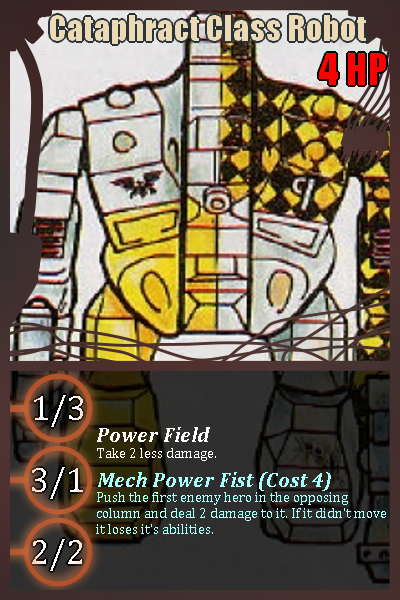 Cataphract Class Robot
4 HP
1/3
Power Field
Take 2 less damage.
3/1
Mech Power Fist (Cost 4)
Push the first enemy hero in the opposing
column and deal 2 damage to it. If it didn't move
it loses it's abilities.
2/2